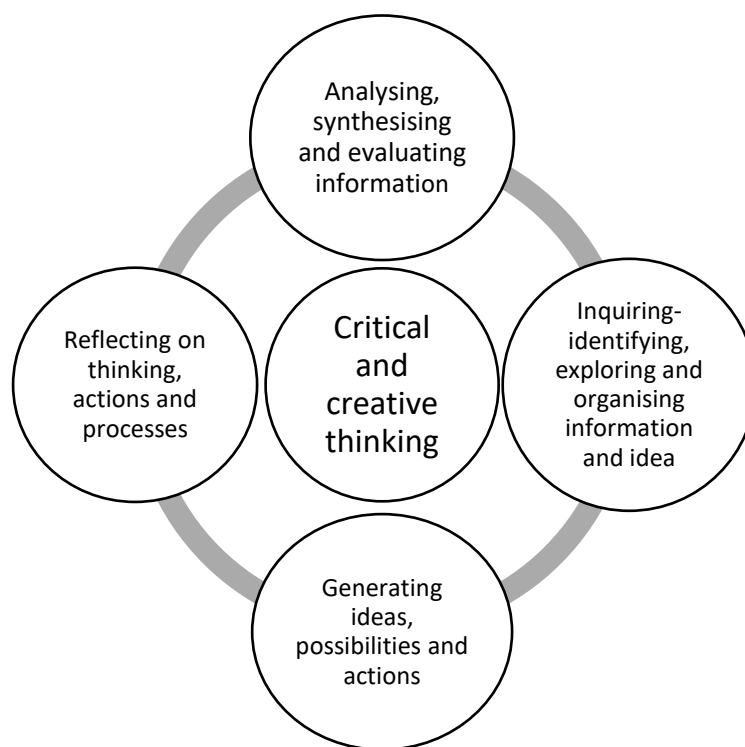 Analysing,
synthesising
and evaluating
information
Reflecting on
thinking,
actions and
processes
Critical
and
creative
thinking
Inquiring-
identifying,
exploring and
organising
information
and idea
Generating
ideas,
possibilities and
actions